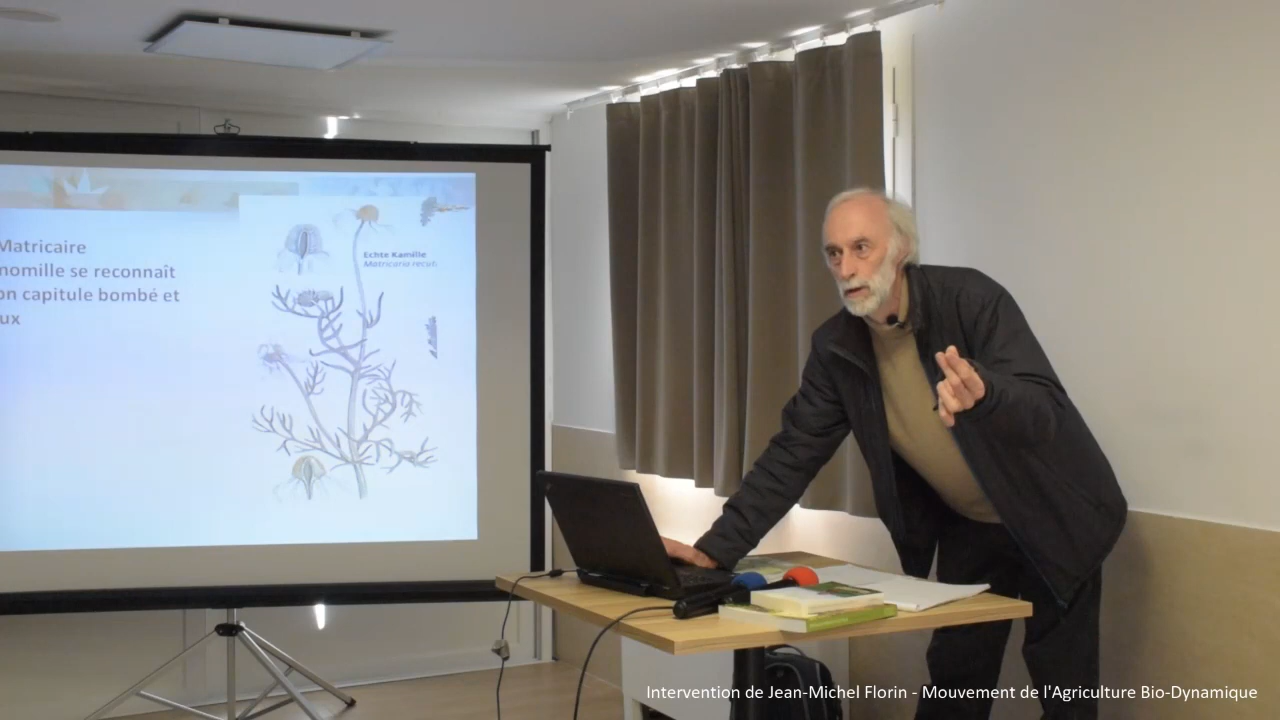 Matricaire
nomille se reconnaît
on capitule bombé et
ux
Echte Kamille
Matricaria recut.
Intervention de Jean-Michel Florin - Mouvement de l'Agriculture Bio-Dynamique